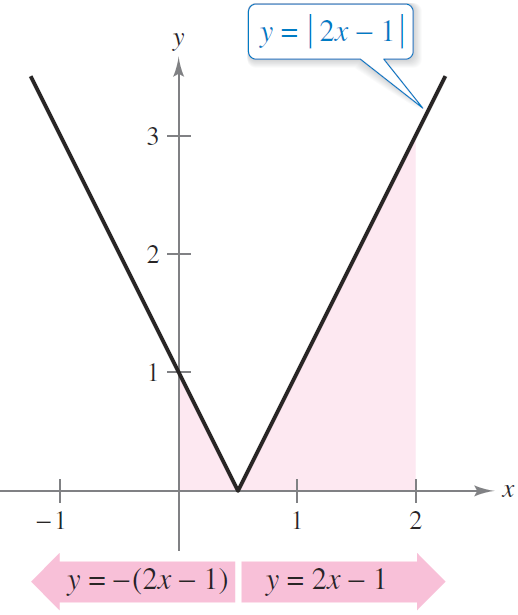 y = |2x − 1|
y
3
2
1
x
−1
1
2
y = −(2x − 1)
y = 2x − 1